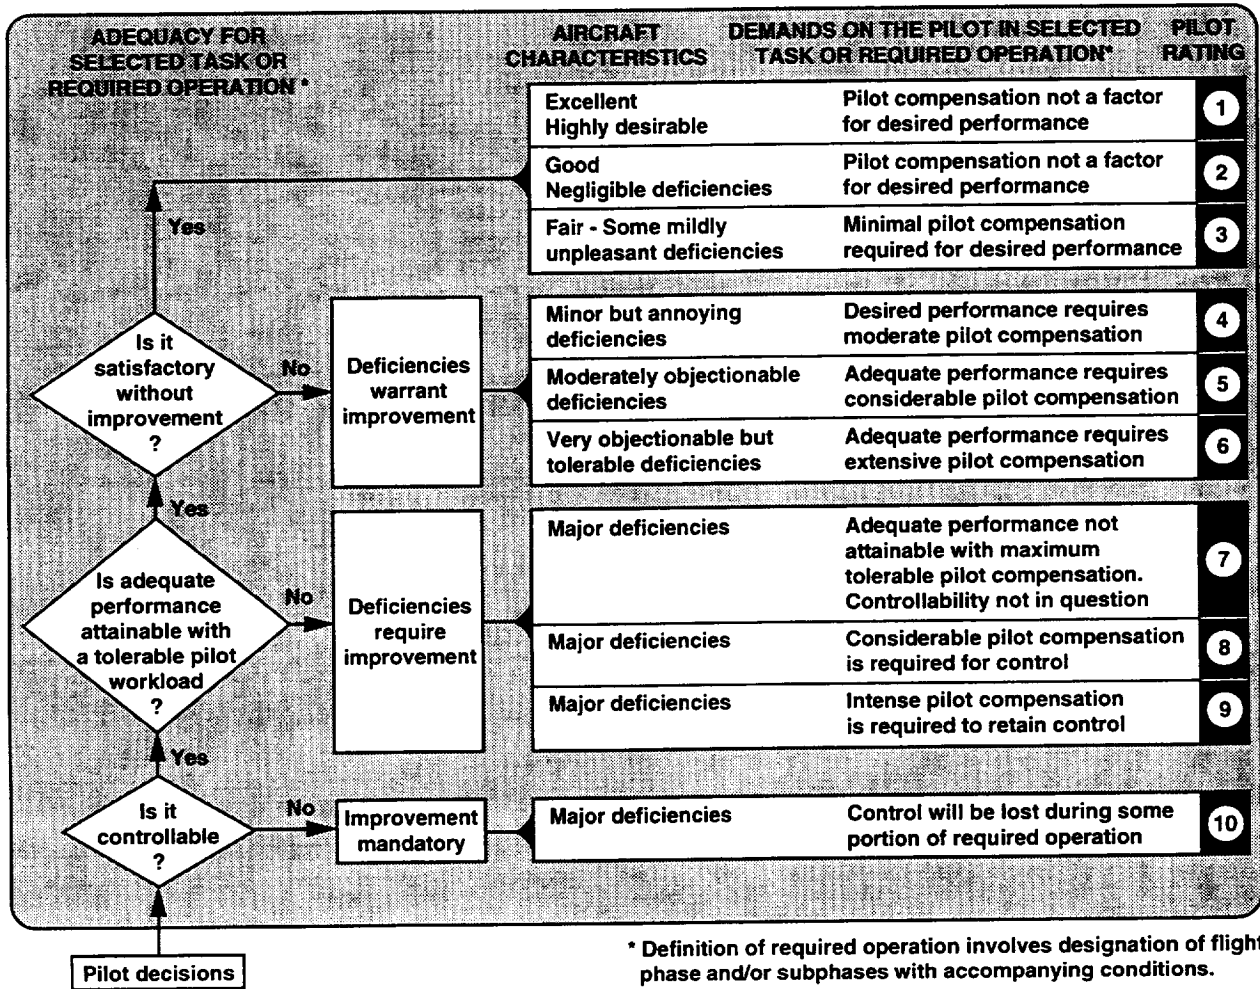 ADEQUACY FOR
SELECTED TASK OR
REQUIRED OPERATION *
AIRCRAFT
CHARACTERISTICS
DEMANDS ON THE PILOT IN SELECTED
TASK OR REQUIRED OPERATION*
PILOT
RATING
Excellent
Highly desirable
Pilot compensation not a factor
for desired performance
1
Good
Negligible deficiencies
Pilot compensation not a factor
for desired performance
2
Fair - Some mildly
unpleasant deficiencies
Minimal pilot compensation
required for desired performance
3
Yes
Is it
satisfactory
without
improvement
?
No
Deficiencies
warrant
improvement
Minor but annoying
deficiencies
Desired performance requires
moderate pilot compensation
4
Moderately objectionable
deficiencies
Adequate performance requires
considerable pilot compensation
5
Very objectionable but
tolerable deficiencies
Adequate performance requires
extensive pilot compensation
6
Yes
Is adequate
performance
attainable with
a tolerable pilot
workload
?
No
Deficiencies
require
improvement
Major deficiencies
Adequate performance not
attainable with maximum
tolerable pilot compensation.
Controllability not in question
7
Major deficiencies
Considerable pilot compensation
is required for control
8
Major deficiencies
Intense pilot compensation
is required to retain control
9
Yes
Is it
controllable
?
No
Improvement
mandatory
Major deficiencies
Control will be lost during some
portion of required operation
10
Pilot decisions
* Definition of required operation involves designation of flight
phase and/or subphases with accompanying conditions.